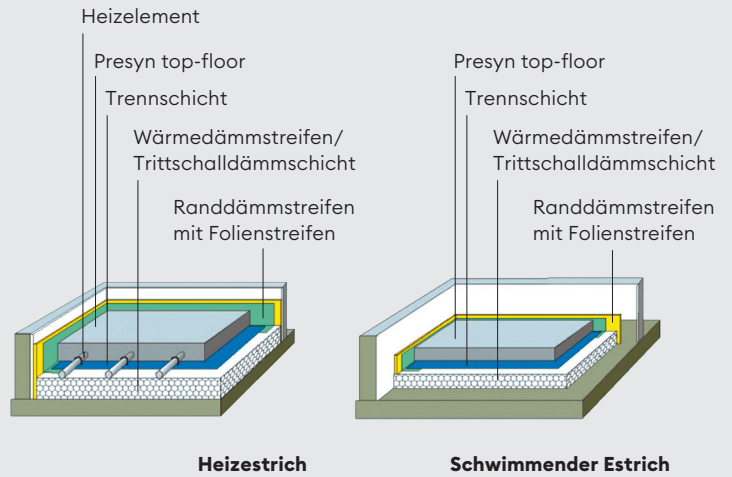 Heizelement
Presyn top-floor
Trennschicht
Wärmedämmstreifen/
Trittschalldämmschicht
Randdämmstreifen
mit Folienstreifen
Heizestrich
Presyn top-floor
Trennschicht
Wärmedämmstreifen/
Trittschalldämmschicht
Randdämmstreifen
mit Folienstreifen
Schwimmender Estrich